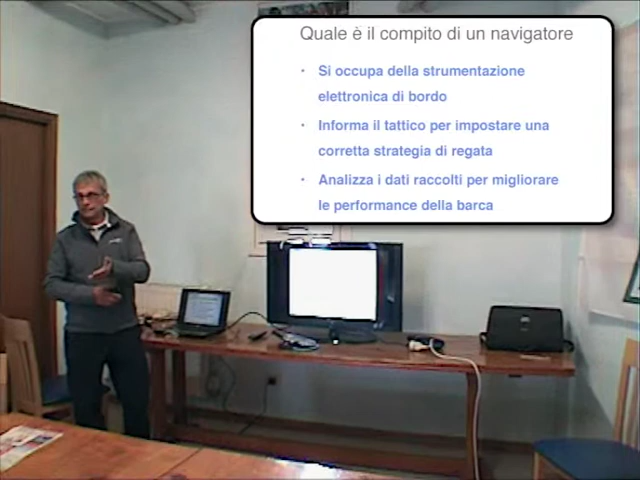 Quale è il compito di un navigatore
• Si occupa della strumentazione
elettronica di bordo
• Informa il tattico per impostare una
corretta strategia di regata
• Analizza i dati raccolti per migliorare
le performance della barca